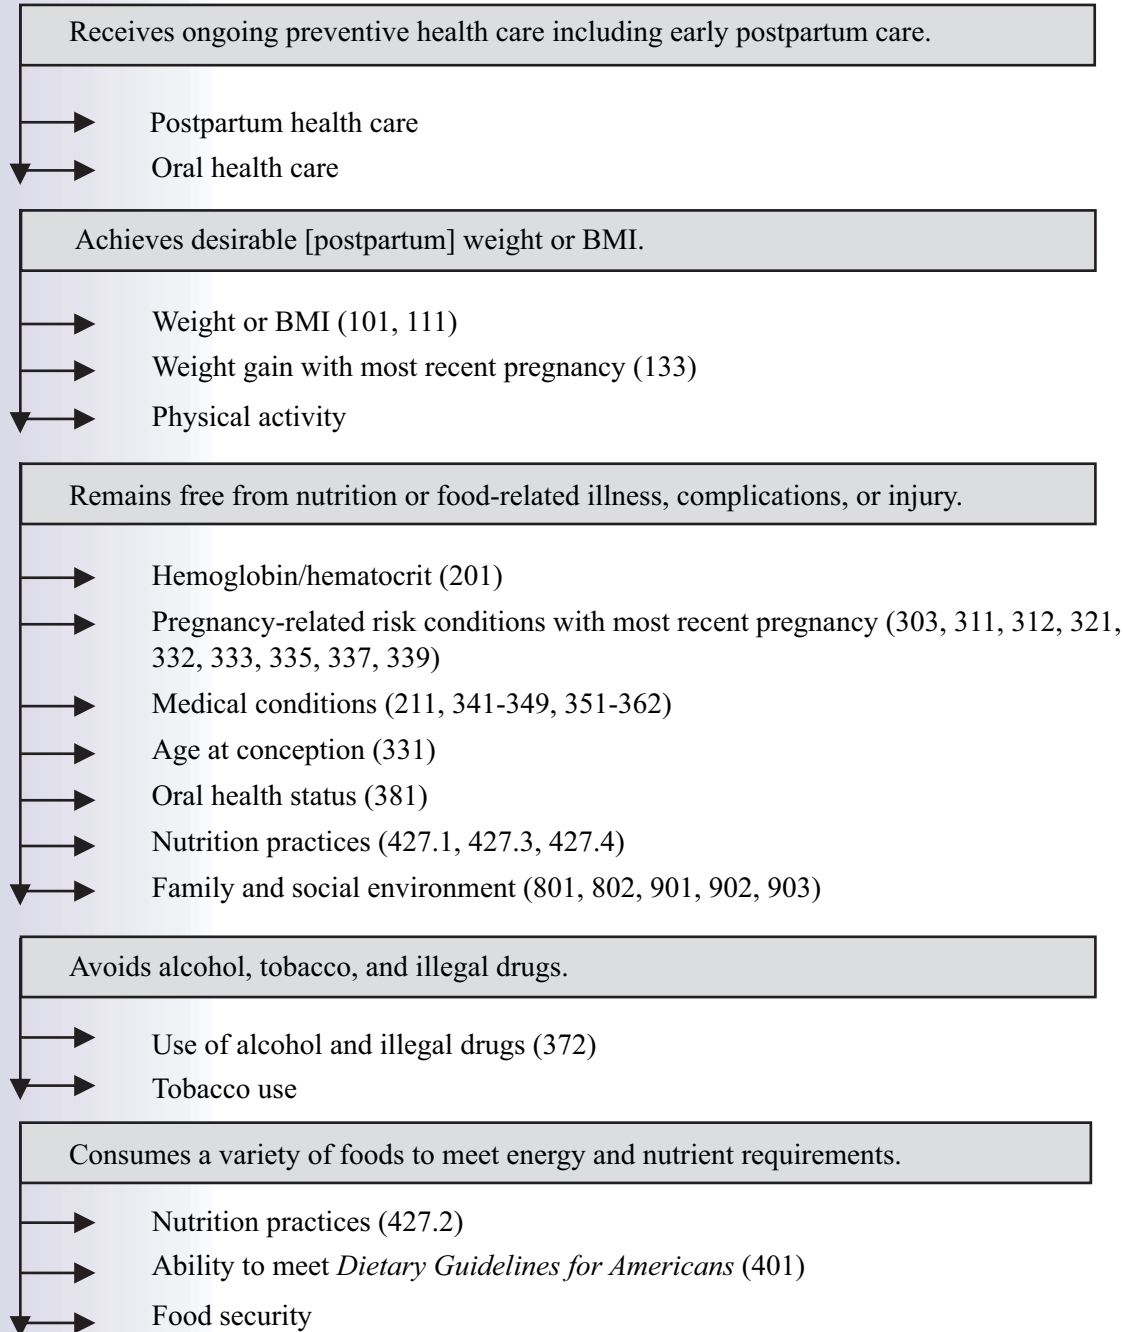 Receives ongoing preventive health care including early postpartum care.
Postpartum health care
Oral health care
Achieves desirable [postpartum] weight or BMI.
Weight or BMI (101, 111)
Weight gain with most recent pregnancy (133)
Physical activity
Remains free from nutrition or food-related illness, complications, or injury.
Hemoglobin/hematocrit (201)
Pregnancy-related risk conditions with most recent pregnancy (303, 311, 312, 321,
332, 333, 335, 337, 339)
Medical conditions (211, 341-349, 351-362)
Age at conception (331)
Oral health status (381)
Nutrition practices (427.1, 427.3, 427.4)
Family and social environment (801, 802, 901, 902, 903)
Avoids alcohol, tobacco, and illegal drugs.
Use of alcohol and illegal drugs (372)
Tobacco use
Consumes a variety of foods to meet energy and nutrient requirements.
Nutrition practices (427.2)
Ability to meet Dietary Guidelines for Americans (401)
Food security